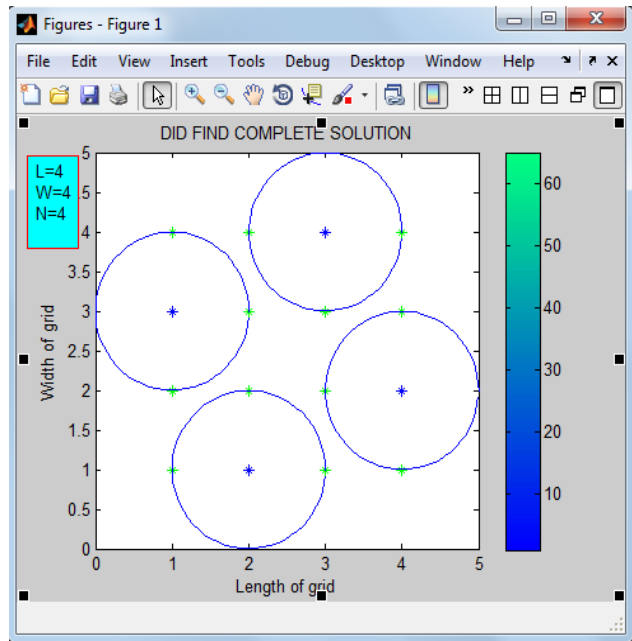 Figures - Figure 1
File Edit View Insert Tools Debug Desktop Window Help
DID FIND COMPLETE SOLUTION
L=4
W=4
N=4
5
4.5
4
3.5
3
2.5
2
1.5
1
0.5
0
Width of grid
0 1 2 3 4 5
Length of grid
60
50
40
30
20
10